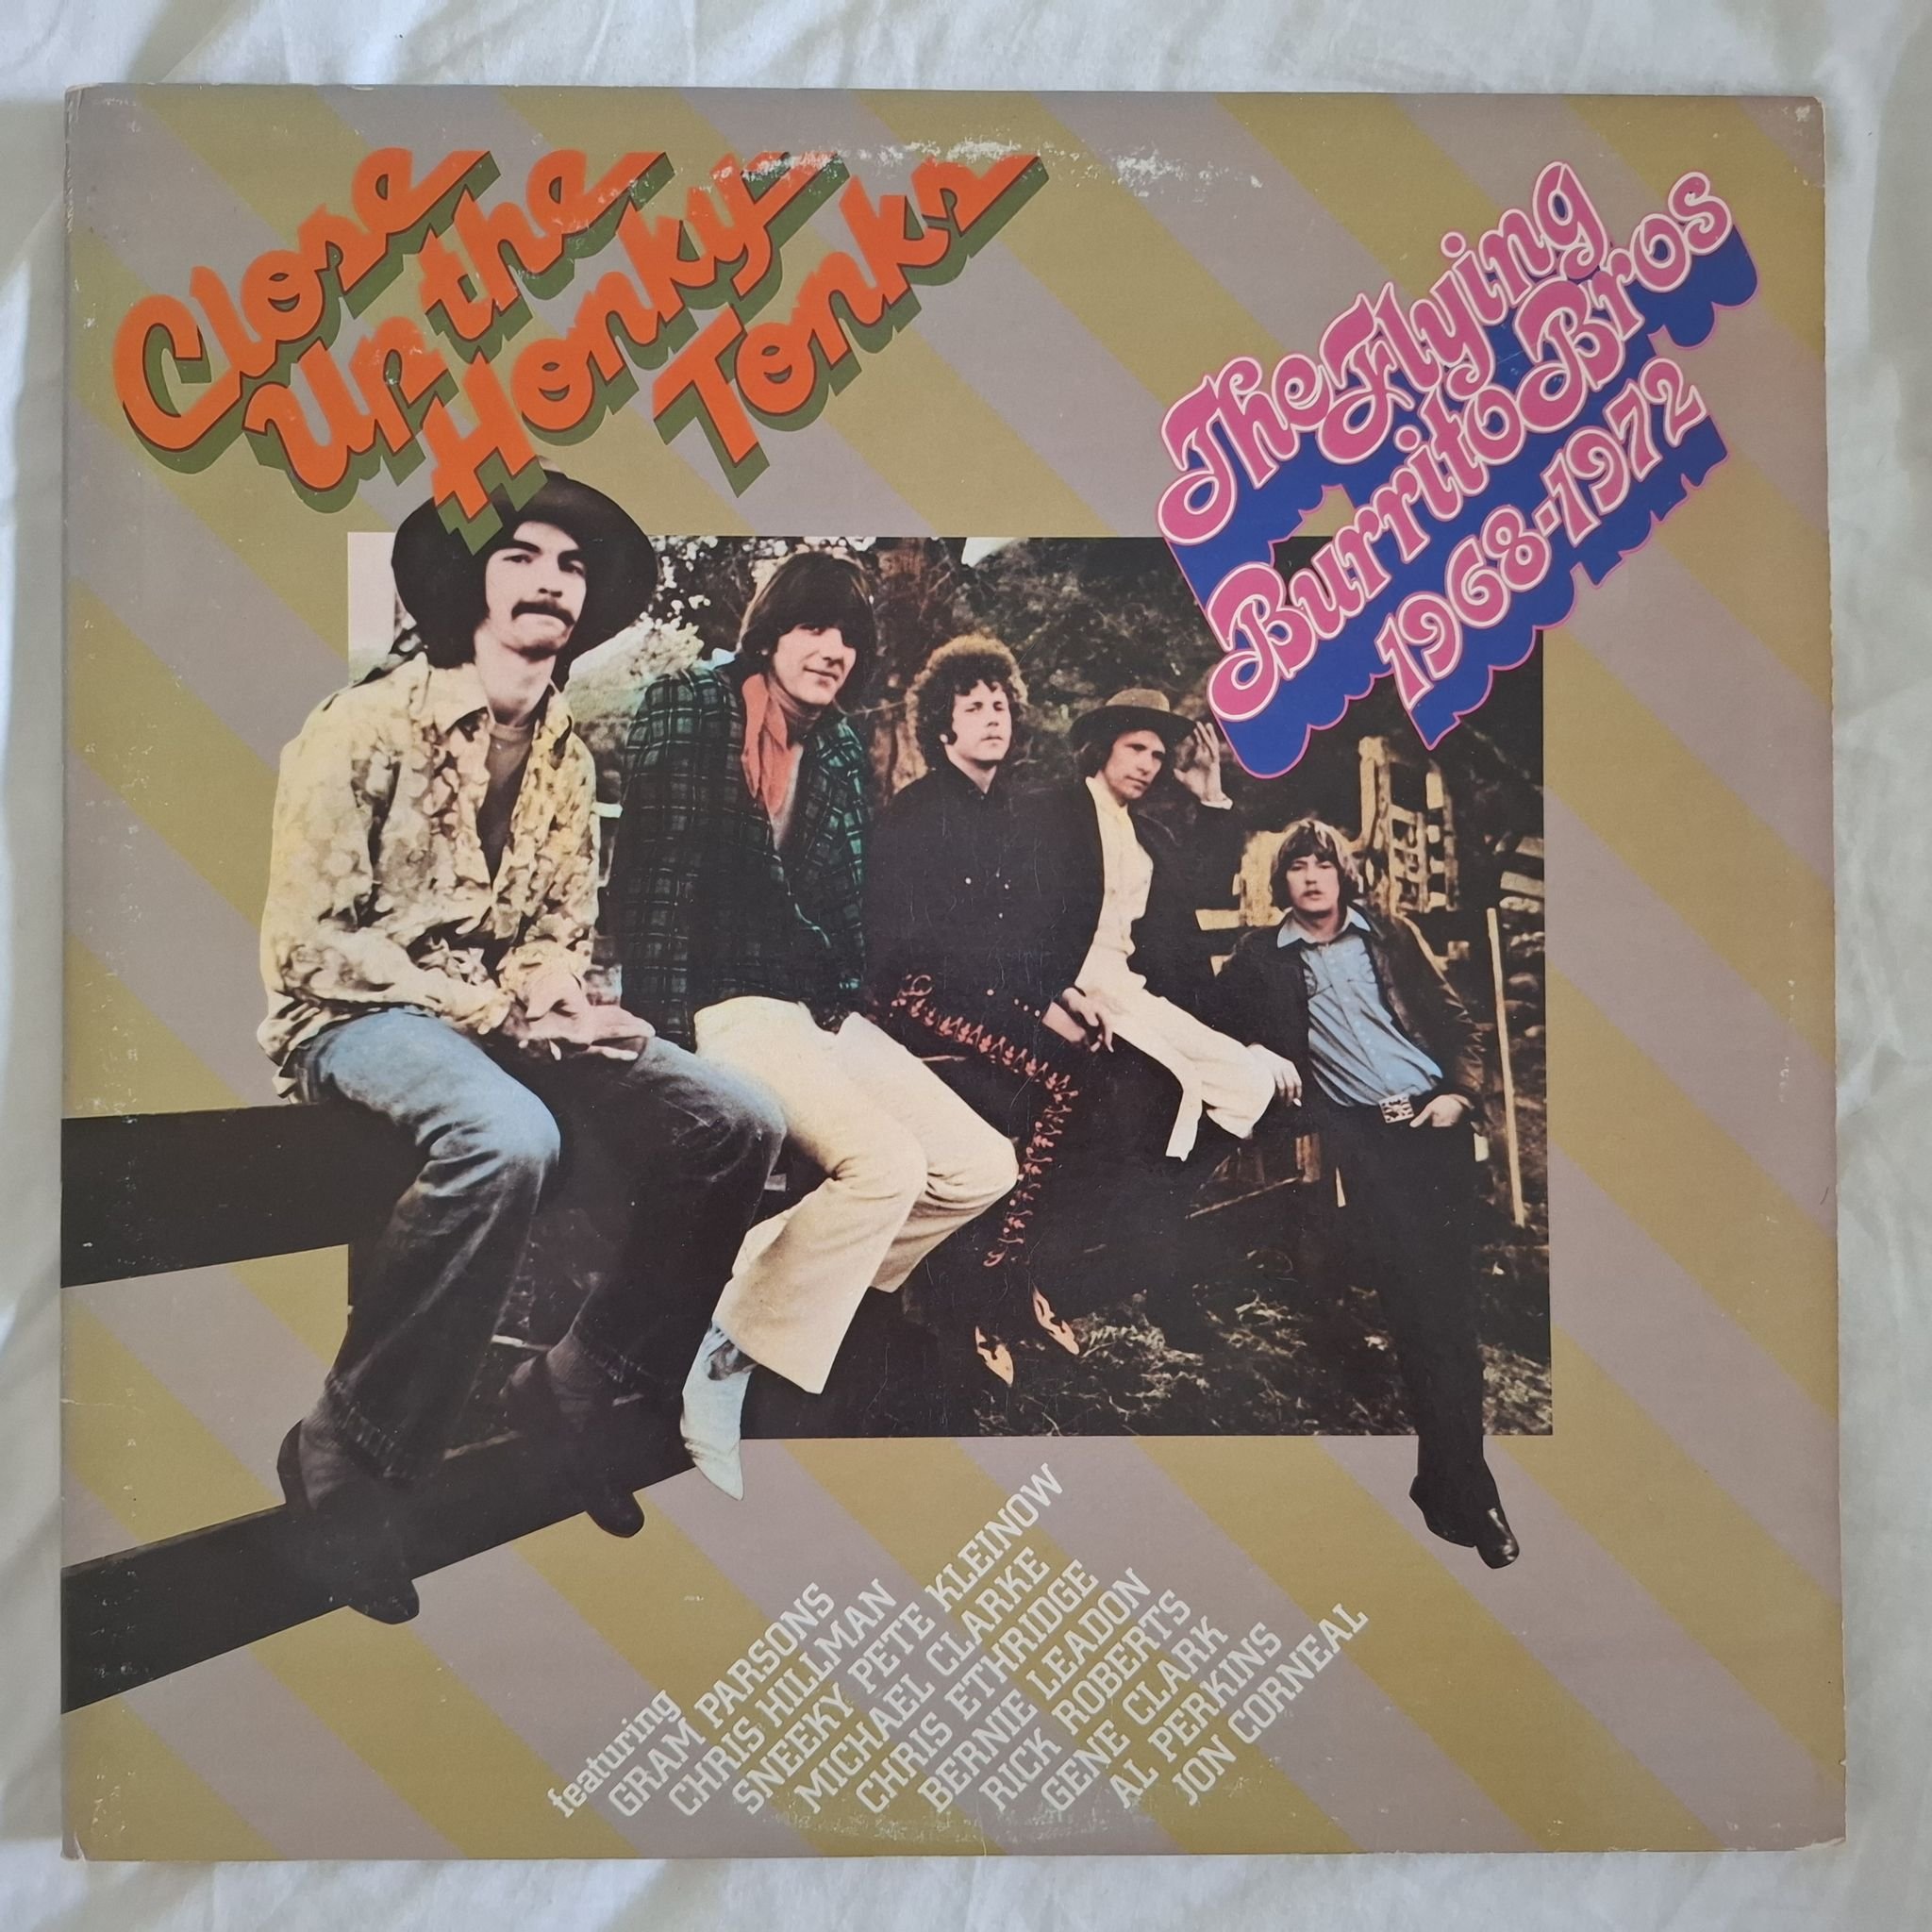 Close
Up the
Honky
Tonks
The Flying
Burrito Bros
1968-1972
featuring
GRAM PARSONS
CHRIS HILLMAN
SNEEKY PETE KLEINOW
MICHAEL CLARKE
CHRIS ETHRIDGE
BERNIE LEADON
RICK ROBERTS
GENE CLARK
AL PERKINS
JON CORNEAL